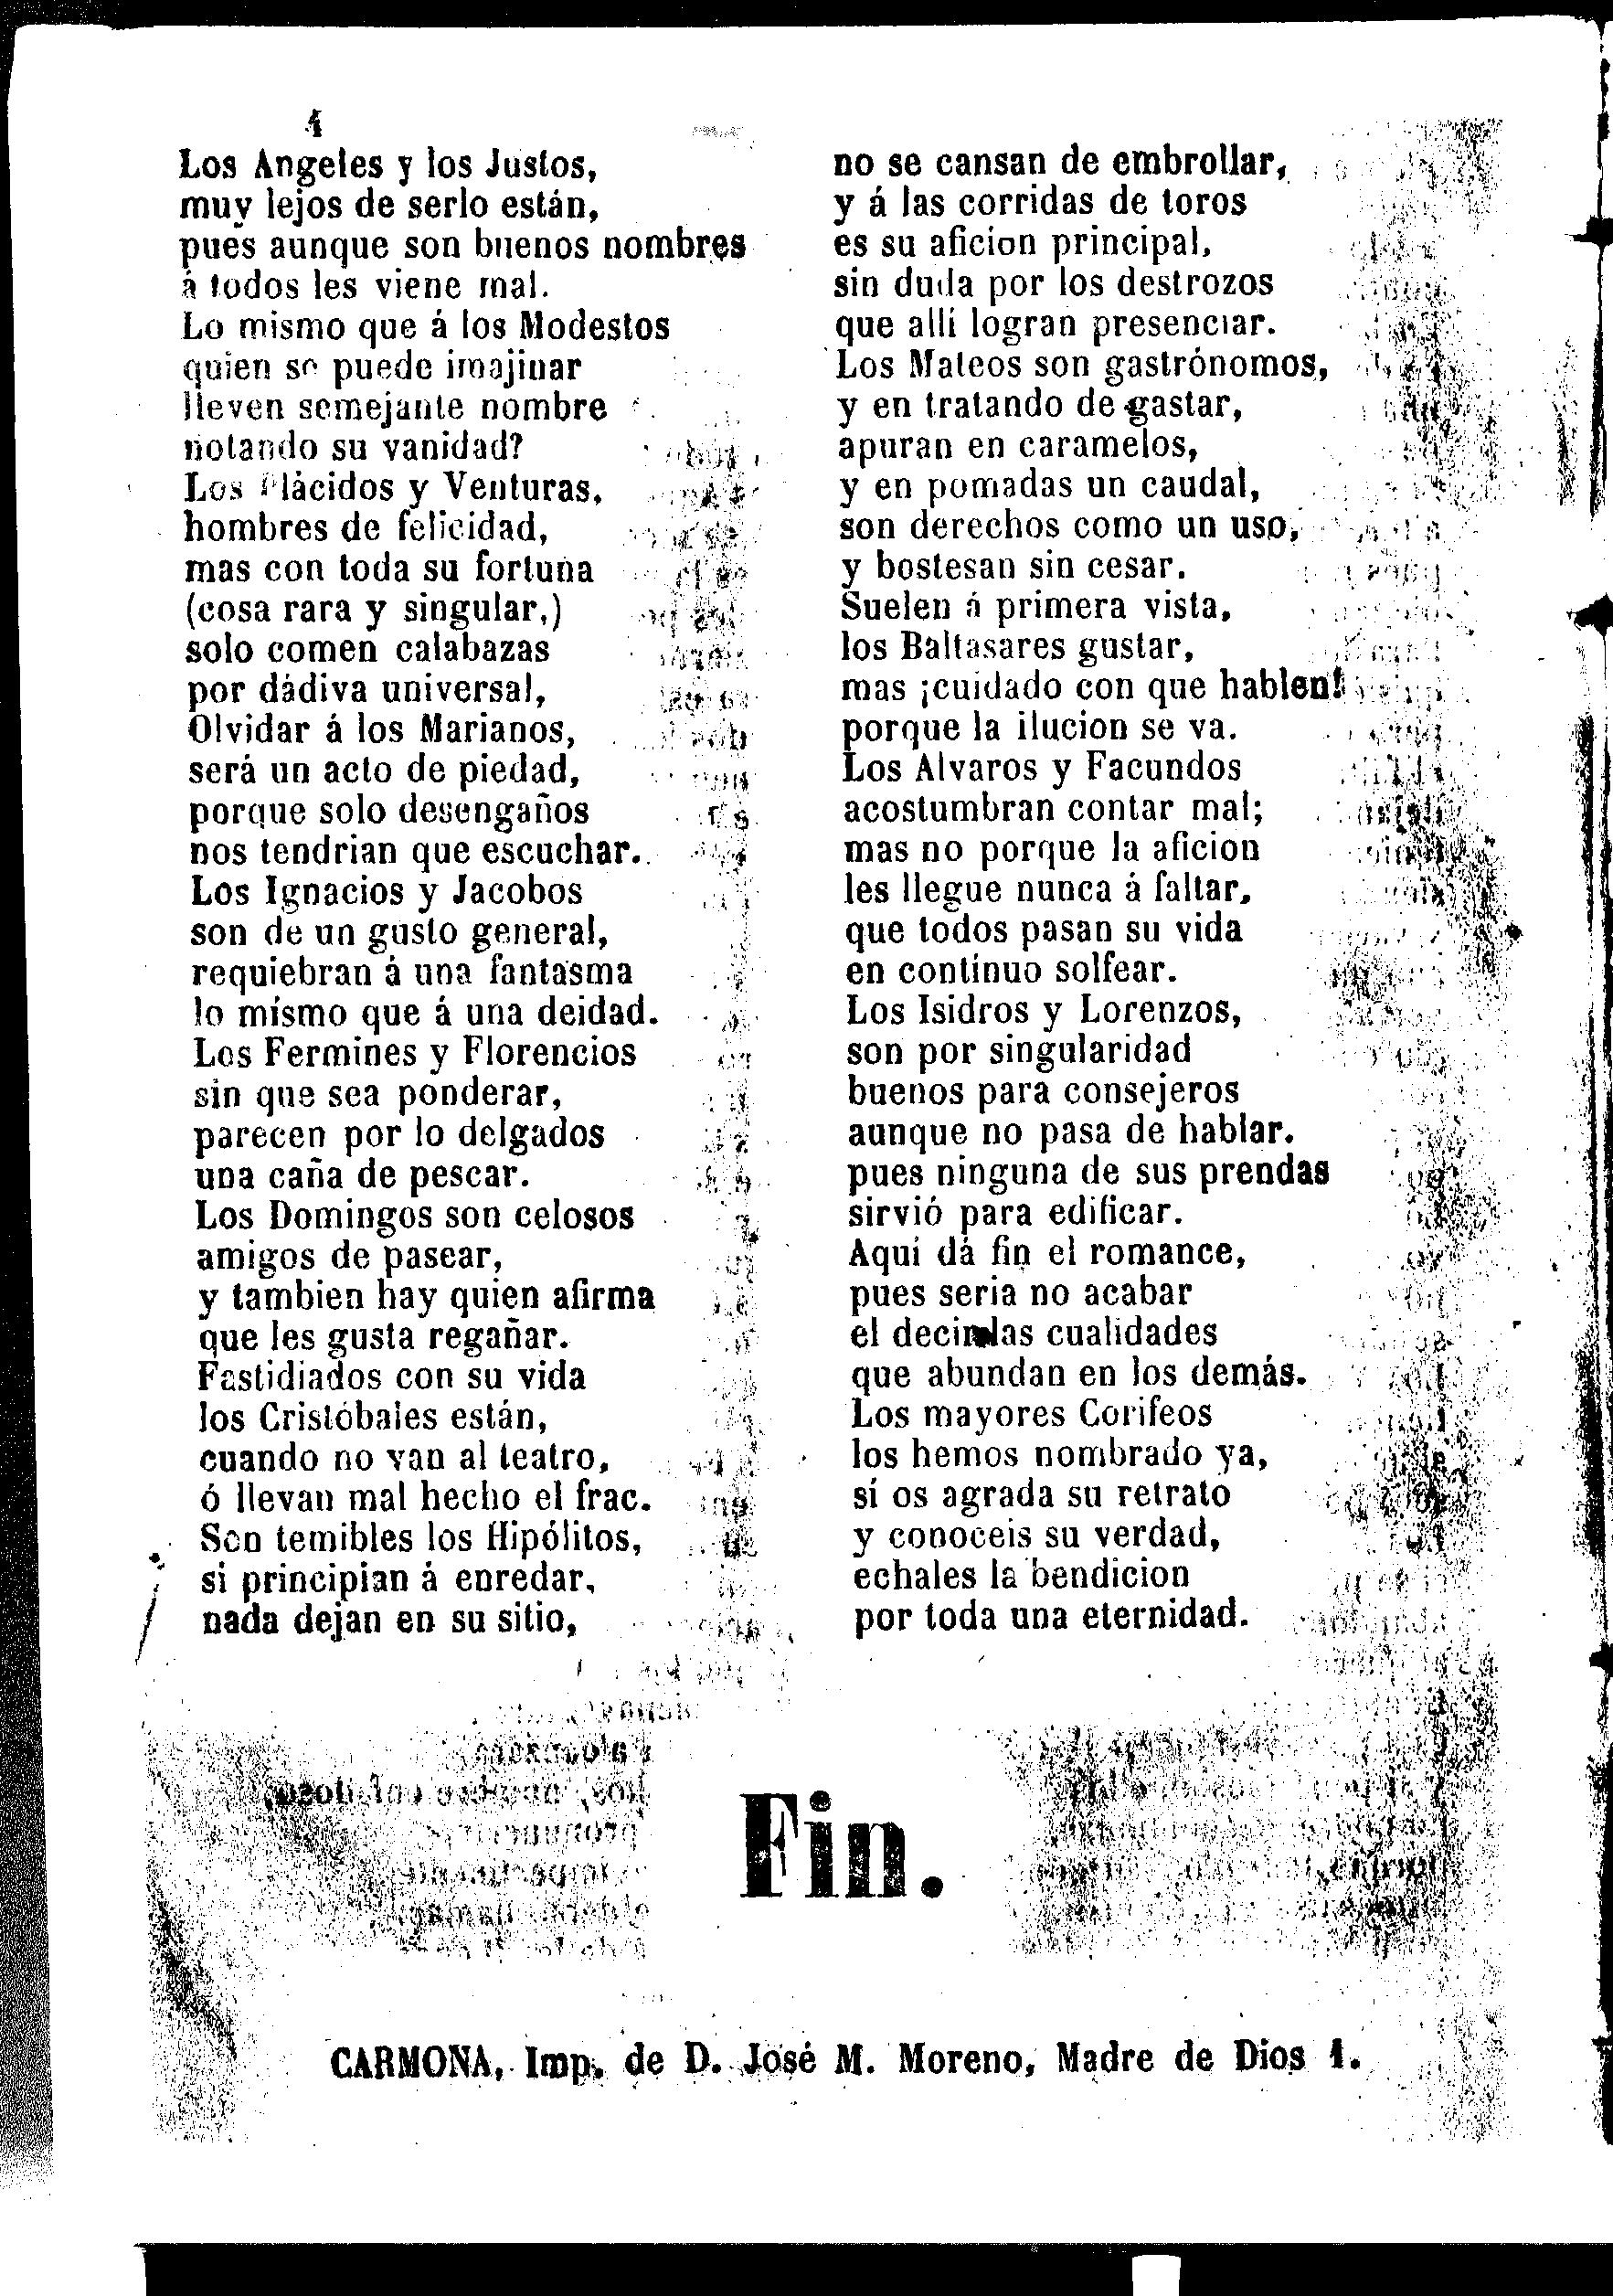 4
Los Angeles y los Justos,
muy lejos de serlo están,
pues aunque son buenos nombres
á todos les viene mal.
Lo mismo que á los Modestos
quien se puede imajinar
lleven semejante nombre
notando su vanidad?
Los Plácidos y Venturas,
hombres de felicidad,
mas con toda su fortuna
(cosa rara y singular,)
solo comen calabazas
por dádiva universal,
Olvidar á los Marianos,
será un acto de piedad,
porque solo desengaños
nos tendrian que escuchar.
Los Ignacios y Jacobos
son de un gusto general,
requiebran á una fantasma
lo mismo que á una deidad.
Los Fermines y Florencios
sin que sea ponderar,
parecen por lo delgados
una caña de pescar.
Los Domingos son celosos
amigos de pasear,
y tambien hay quien afirma
que les gusta regañar.
Fastidiados con su vida
los Cristóbales están,
cuando no van al teatro,
ó llevan mal hecho el frac.
Son temibles los Hipólitos,
si principian á enredar,
nada dejan en su sitio,
no se cansan de embrollar,
y á las corridas de toros
es su aficion principal,
sin duda por los destrozos
que allí logran presenciar.
Los Mateos son gastrónomos,
y en tratando de gastar,
apuran en caramelos,
y en pomadas un caudal,
son derechos como un uso,
y bostesan sin cesar.
Suelen á primera vista,
los Baltasares gustar,
mas ¡cuidado con que hablen!
porque la ilucion se va.
Los Alvaros y Facundos
acostumbran contar mal;
mas no porque la aficion
les llegue nunca á faltar,
que todos pasan su vida
en contínuo solfear.
Los Isidros y Lorenzos,
son por singularidad
buenos para consejeros
aunque no pasa de hablar.
pues ninguna de sus prendas
sirvió para edificar.
Aquí dá fin el romance,
pues seria no acabar
el decir las cualidades
que abundan en los demás.
Los mayores Corifeos
los hemos nombrado ya,
si os agrada su retrato
y conoceis su verdad,
echales la bendicion
por toda una eternidad.
Fin.
CARMONA, Imp. de D. José M. Moreno, Madre de Dios 1.